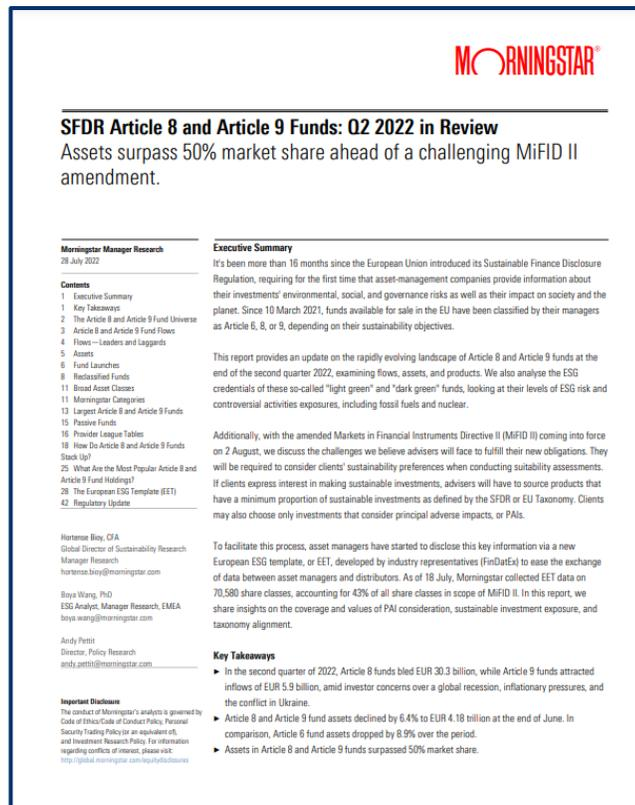 MORNINGSTAR®
SFDR Article 8 and Article 9 Funds: Q2 2022 in Review
Assets surpass 50% market share ahead of a challenging MiFID II
amendment.
Morningstar Manager Research
28 July 2022
Contents
1 Executive Summary
1 Key Takeaways
2 The Article 8 and Article 9 Fund Universe
3 Article 8 and Article 9 Fund Flows
4 Flows—Leaders and Laggards
5 Assets
6 Fund Launches
8 Reclassified Funds
11 Broad Asset Classes
11 Morningstar Categories
13 Largest Article 8 and Article 9 Funds
15 Passive Funds
16 Provider League Tables
18 How Do Article 8 and Article 9 Funds
Stack Up?
25 What Are the Most Popular Article 8 and
Article 9 Fund Holdings?
28 The European ESG Template (EET)
42 Regulatory Update
Hortense Bioy, CFA
Global Director of Sustainability Research
Manager Research
hortense.bioy@morningstar.com
Boya Wang, PhD
ESG Analyst, Manager Research, EMEA
boya.wang@morningstar.com
Andy Pettit
Director, Policy Research
andy.pettit@morningstar.com
Important Disclosure
The conduct of Morningstar's analysts is governed by
Code of Ethics/Code of Conduct Policy, Personal
Security Trading Policy (or an equivalent of),
and Investment Research Policy. For information
regarding conflicts of interest, please visit:
http://global.morningstar.com/equitydisclosures
Executive Summary
It's been more than 16 months since the European Union introduced its Sustainable Finance Disclosure
Regulation, requiring for the first time that asset-management companies provide information about
their investments' environmental, social, and governance risks as well as their impact on society and the
planet. Since 10 March 2021, funds available for sale in the EU have been classified by their managers
as Article 6, 8, or 9, depending on their sustainability objectives.
This report provides an update on the rapidly evolving landscape of Article 8 and Article 9 funds at the
end of the second quarter 2022, examining flows, assets, and products. We also analyse the ESG
credentials of these so-called "light green" and "dark green" funds, looking at their levels of ESG risk and
controversial activities exposures, including fossil fuels and nuclear.
Additionally, with the amended Markets in Financial Instruments Directive II (MiFID II) coming into force
on 2 August, we discuss the challenges we believe advisers will face to fulfill their new obligations. They
will be required to consider clients' sustainability preferences when conducting suitability assessments.
If clients express interest in making sustainable investments, advisers will have to source products that
have a minimum proportion of sustainable investments as defined by the SFDR or EU Taxonomy. Clients
may also choose only investments that consider principal adverse impacts, or PAIs.
To facilitate this process, asset managers have started to disclose this key information via a new
European ESG template, or EET, developed by industry representatives (FinDatEx) to ease the exchange
of data between asset managers and distributors. As of 18 July, Morningstar collected EET data on
70,580 share classes, accounting for 43% of all share classes in scope of MiFID II. In this report, we
share insights on the coverage and values of PAI consideration, sustainable investment exposure, and
taxonomy alignment.
Key Takeaways
► In the second quarter of 2022, Article 8 funds bled EUR 30.3 billion, while Article 9 funds attracted
inflows of EUR 5.9 billion, amid investor concerns over a global recession, inflationary pressures, and
the conflict in Ukraine.
► Article 8 and Article 9 fund assets declined by 6.4% to EUR 4.18 trillion at the end of June. In
comparison, Article 6 fund assets dropped by 8.9% over the period.
► Assets in Article 8 and Article 9 funds surpassed 50% market share.